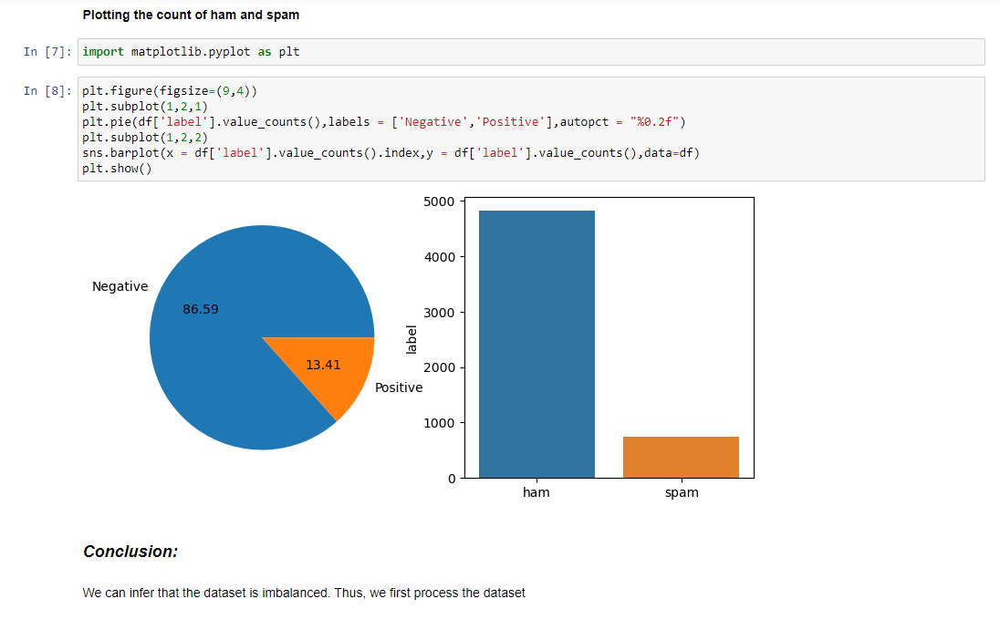 Plotting the count of ham and spam
In [7]: import matplotlib.pyplot as plt
In [8]: plt.figure(figsize=(9,4))
plt.subplot(1,2,1)
plt.pie(df['label'].value_counts(),labels = ['Negative','Positive'],autopct = "%0.2f")
plt.subplot(1,2,2)
sns.barplot(x = df['label'].value_counts().index,y = df['label'].value_counts(),data=df)
plt.show()
Negative
86.59
13.41
Positive
label
5000
4000
3000
2000
1000
0
ham spam
Conclusion:
We can infer that the dataset is imbalanced. Thus, we first process the dataset